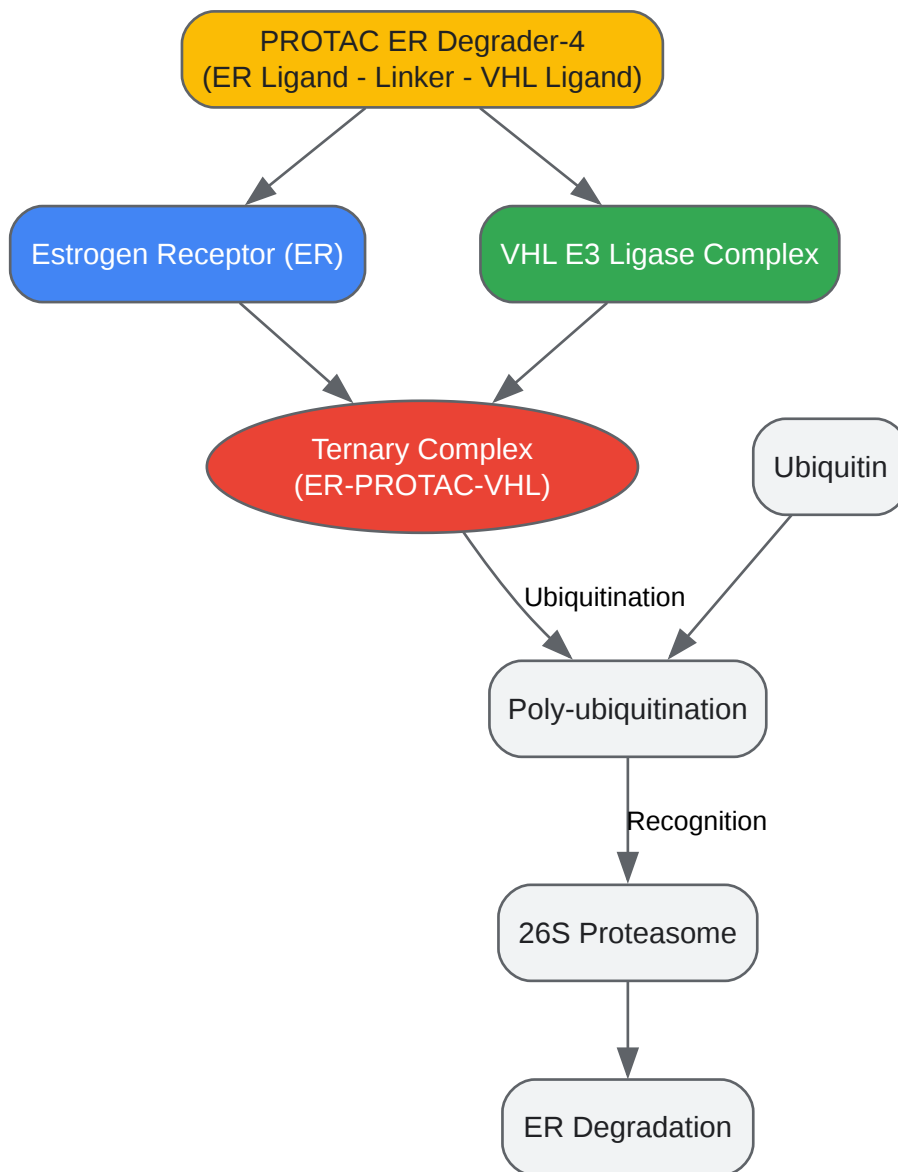 PROTAC ER Degrader-4
(ER Ligand - Linker - VHL Ligand)
Estrogen Receptor (ER)
VHL E3 Ligase Complex
Ternary Complex
(ER-PROTAC-VHL)
Ubiquitin
Ubiquitination
Poly-ubiquitination
Recognition
26S Proteasome
ER Degradation